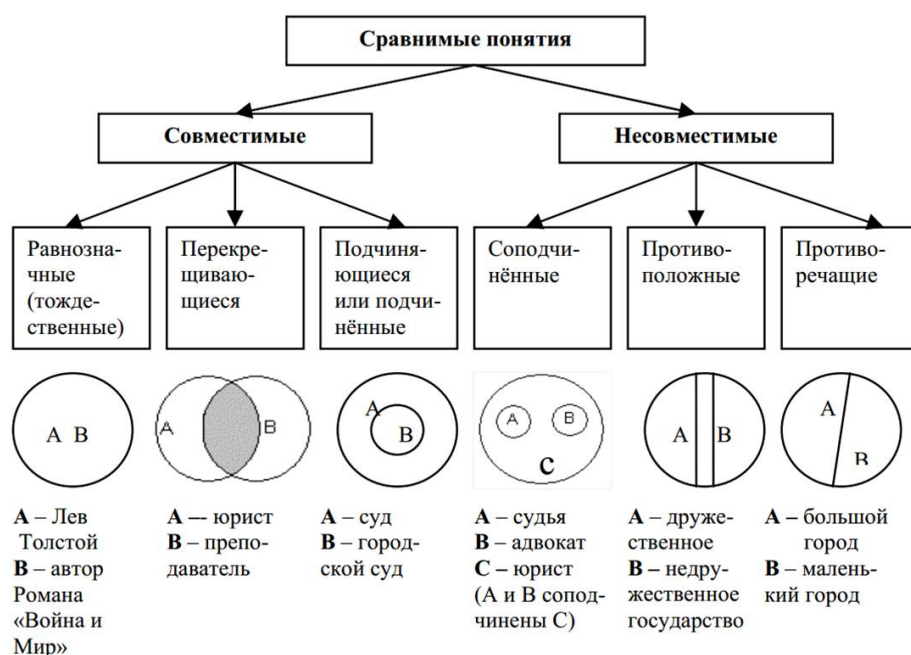 Сравнимые понятия
Совместимые
Несовместимые
Равнозна-
чные
(тожде-
ственные)
Перекре-
щивающ-
иеся
Подчиня-
ющиеся
или подчи-
нённые
Соподчи-
нённые
Противо-
положные
Противо-
речащие
A B
A
B
A
B
A
B
C
A
B
A
B
A – Лев
Толстой
B – автор
Романа
«Война и
Мир»
A –- юрист
B – препо-
даватель
A – суд
B – город-
ской суд
A – судья
B – адвокат
C – юрист
(А и В сопод-
чинены С)
A – друже-
ственное
B – недру-
жественное
государство
A – большой
город
B – малень-
кий город